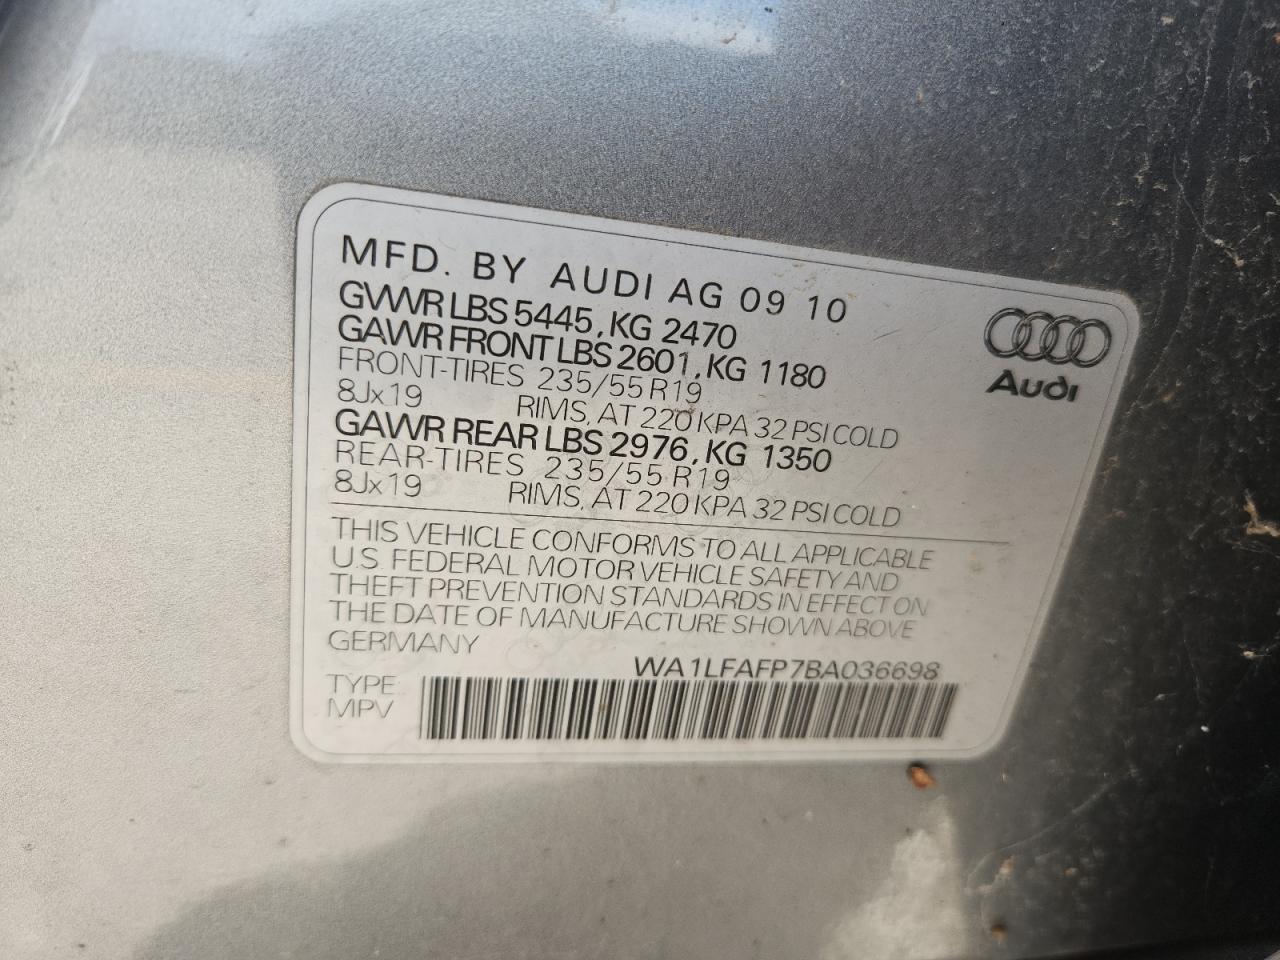 MFD. BY AUDI AG 09 10
GVWR LBS 5445, KG 2470
GAWR FRONT LBS 2601, KG 1180
FRONT-TIRES 235/55 R19
8Jx19 RIMS, AT 220 KPA 32 PSI COLD
GAWR REAR LBS 2976, KG 1350
REAR-TIRES 235/55 R19
8Jx19 RIMS, AT 220 KPA 32 PSI COLD
Audi
THIS VEHICLE CONFORMS TO ALL APPLICABLE
U.S. FEDERAL MOTOR VEHICLE SAFETY AND
THEFT PREVENTION STANDARDS IN EFFECT ON
THE DATE OF MANUFACTURE SHOWN ABOVE
GERMANY
WA1LFAFP7BA036698
TYPE:
MPV